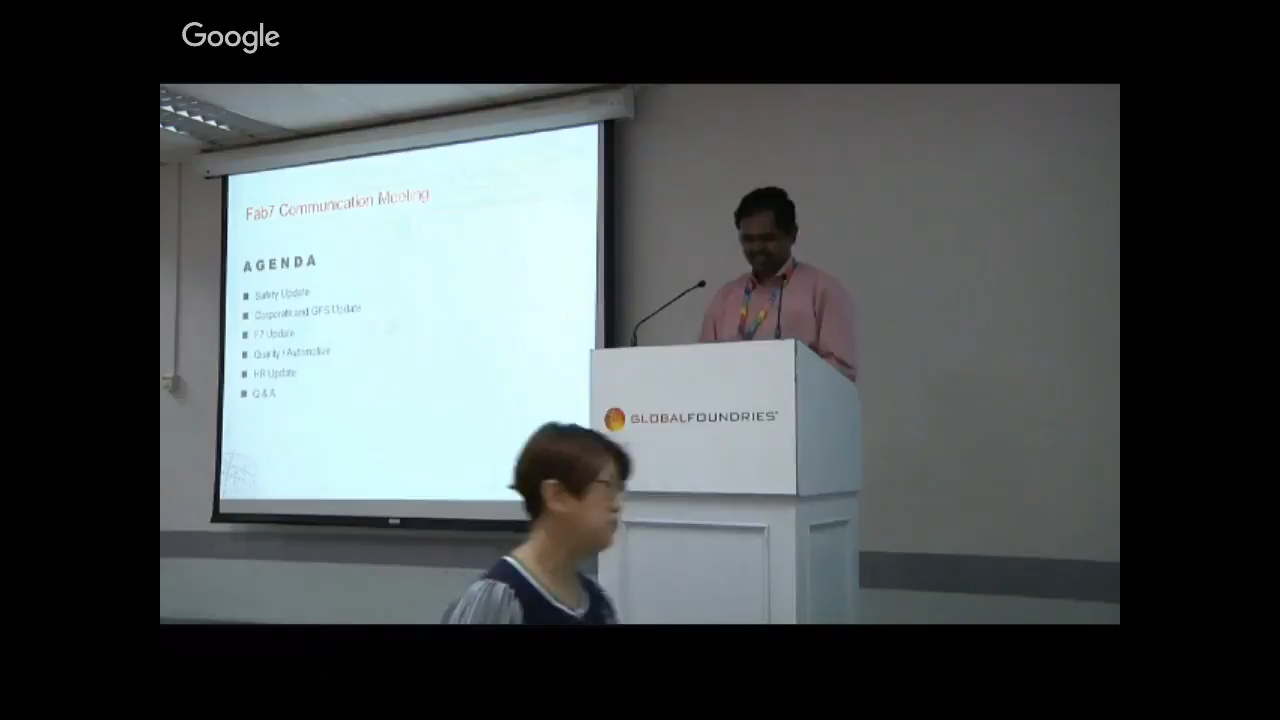 Google
Fab7 Communication Meeting
AGENDA
Safety Update
Corporate and GFS Update
F7 Update
Quality / Automotive
HR Update
Q & A
GLOBALFOUNDRIES